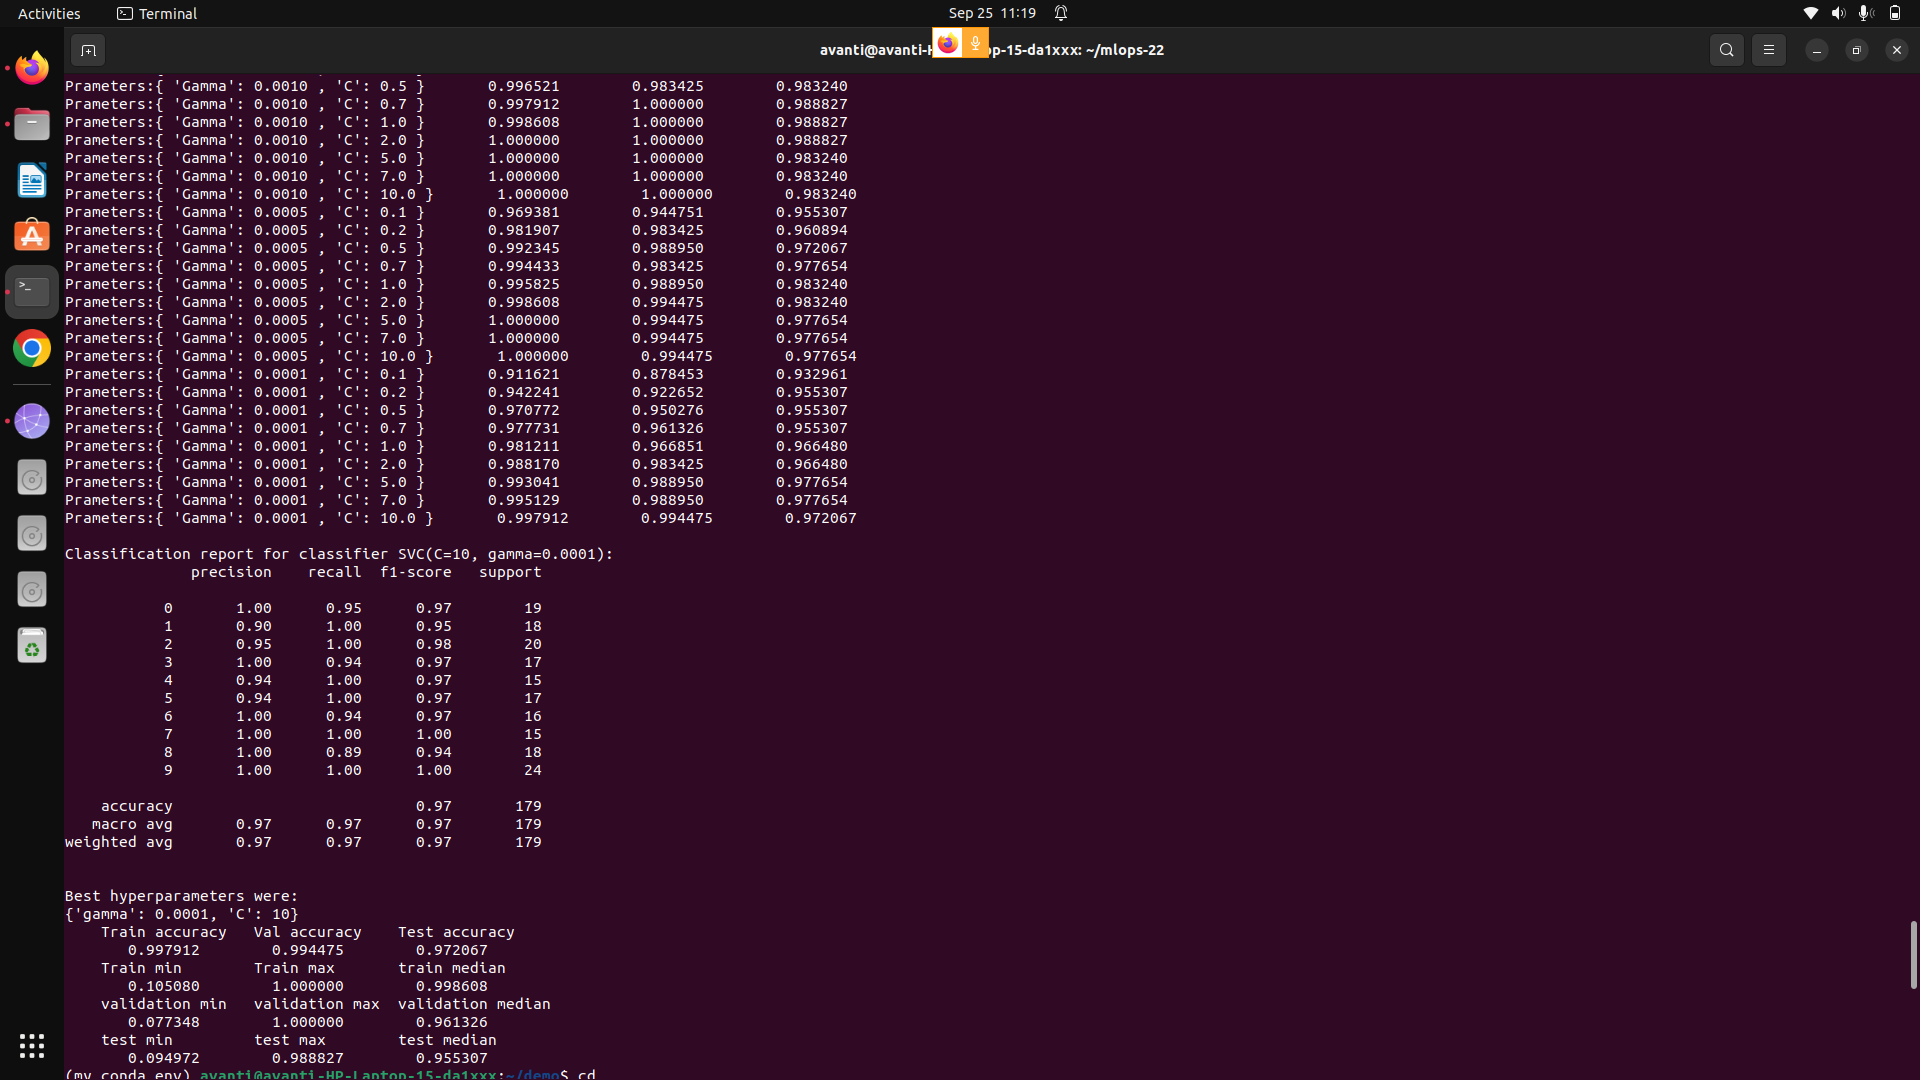 Activities Terminal Sep 25 11:19
avanti@avanti-H op-15-da1xxx: ~/mlops-22
Prameters:{ 'Gamma': 0.0010 , 'C': 0.5 } 0.996521 0.983425 0.983240
Prameters:{ 'Gamma': 0.0010 , 'C': 0.7 } 0.997912 1.000000 0.988827
Prameters:{ 'Gamma': 0.0010 , 'C': 1.0 } 0.998608 1.000000 0.988827
Prameters:{ 'Gamma': 0.0010 , 'C': 2.0 } 1.000000 1.000000 0.988827
Prameters:{ 'Gamma': 0.0010 , 'C': 5.0 } 1.000000 1.000000 0.983240
Prameters:{ 'Gamma': 0.0010 , 'C': 7.0 } 1.000000 1.000000 0.983240
Prameters:{ 'Gamma': 0.0010 , 'C': 10.0 } 1.000000 1.000000 0.983240
Prameters:{ 'Gamma': 0.0005 , 'C': 0.1 } 0.969381 0.944751 0.955307
Prameters:{ 'Gamma': 0.0005 , 'C': 0.2 } 0.981907 0.983425 0.960894
Prameters:{ 'Gamma': 0.0005 , 'C': 0.5 } 0.992345 0.988950 0.972067
Prameters:{ 'Gamma': 0.0005 , 'C': 0.7 } 0.994433 0.983425 0.977654
Prameters:{ 'Gamma': 0.0005 , 'C': 1.0 } 0.995825 0.988950 0.983240
Prameters:{ 'Gamma': 0.0005 , 'C': 2.0 } 0.998608 0.994475 0.983240
Prameters:{ 'Gamma': 0.0005 , 'C': 5.0 } 1.000000 0.994475 0.977654
Prameters:{ 'Gamma': 0.0005 , 'C': 7.0 } 1.000000 0.994475 0.977654
Prameters:{ 'Gamma': 0.0005 , 'C': 10.0 } 1.000000 0.994475 0.977654
Prameters:{ 'Gamma': 0.0001 , 'C': 0.1 } 0.911621 0.878453 0.932961
Prameters:{ 'Gamma': 0.0001 , 'C': 0.2 } 0.942241 0.922652 0.955307
Prameters:{ 'Gamma': 0.0001 , 'C': 0.5 } 0.970772 0.950276 0.955307
Prameters:{ 'Gamma': 0.0001 , 'C': 0.7 } 0.977731 0.961326 0.955307
Prameters:{ 'Gamma': 0.0001 , 'C': 1.0 } 0.981211 0.966851 0.966480
Prameters:{ 'Gamma': 0.0001 , 'C': 2.0 } 0.988170 0.983425 0.966480
Prameters:{ 'Gamma': 0.0001 , 'C': 5.0 } 0.993041 0.988950 0.977654
Prameters:{ 'Gamma': 0.0001 , 'C': 7.0 } 0.995129 0.988950 0.977654
Prameters:{ 'Gamma': 0.0001 , 'C': 10.0 } 0.997912 0.994475 0.972067
Classification report for classifier SVC(C=10, gamma=0.0001):
precision recall f1-score support
0 1.00 0.95 0.97 19
1 0.90 1.00 0.95 18
2 0.95 1.00 0.98 20
3 1.00 0.94 0.97 17
4 0.94 1.00 0.97 15
5 0.94 1.00 0.97 17
6 1.00 0.94 0.97 16
7 1.00 1.00 1.00 15
8 1.00 0.89 0.94 18
9 1.00 1.00 1.00 24
accuracy 0.97 179
macro avg 0.97 0.97 0.97 179
weighted avg 0.97 0.97 0.97 179
Best hyperparameters were:
{'gamma': 0.0001, 'C': 10}
Train accuracy Val accuracy Test accuracy
0.997912 0.994475 0.972067
Train min Train max train median
0.105080 1.000000 0.998608
validation min validation max validation median
0.077348 1.000000 0.961326
test min test max test median
0.094972 0.988827 0.955307
(my_conda_env) avanti@avanti-HP-Laptop-15-da1xxx:~/demo$ cd